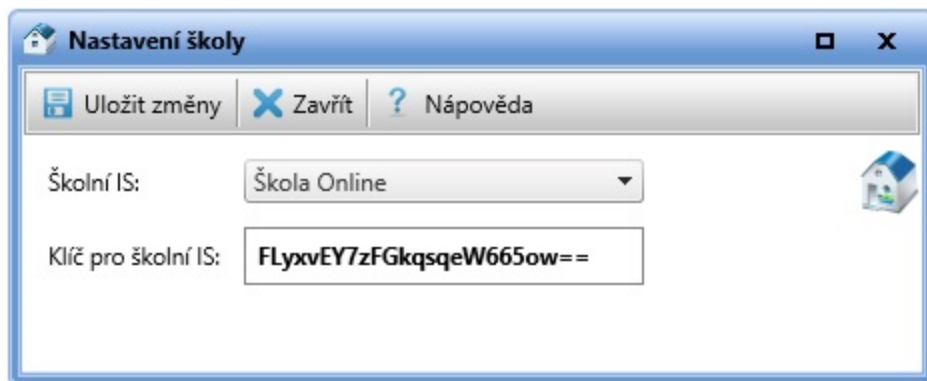 Nastavení školy
Uložit změny Zavřít ? Nápověda
Školní IS: Škola Online
Klíč pro školní IS: FLyxvEY7zFGkqsqeW665ow==